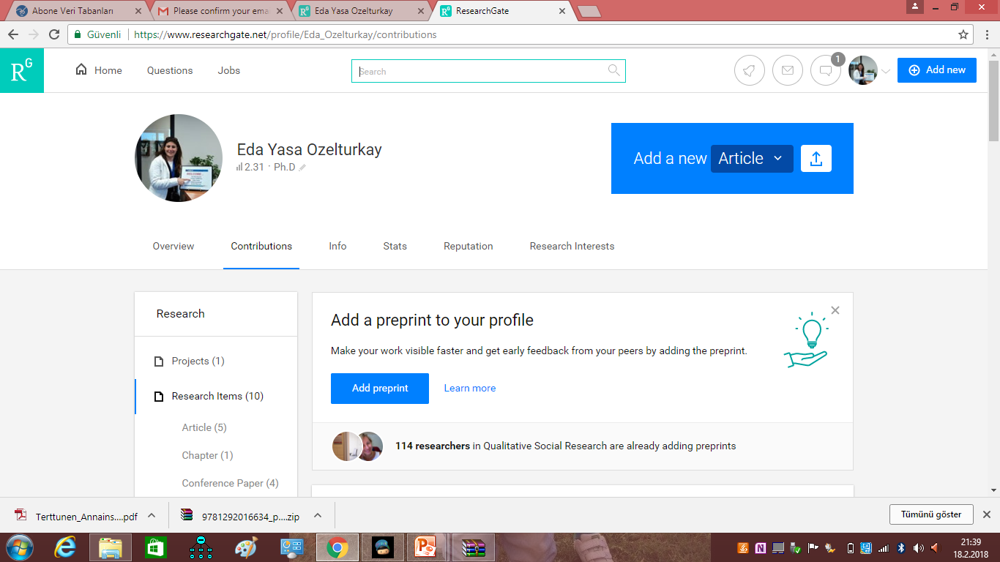 Abone Veri Tabanları
Please confirm your ema
Eda Yasa Ozelturkay
ResearchGate
Güvenli
https://www.researchgate.net/profile/Eda_Ozelturkay/contributions
RG
Home
Questions
Jobs
Search
1
Add new
Eda Yasa Ozelturkay
2.31 · Ph.D
Add a new Article
Overview
Contributions
Info
Stats
Reputation
Research Interests
Research
Projects (1)
Research Items (10)
Article (5)
Chapter (1)
Conference Paper (4)
Add a preprint to your profile
Make your work visible faster and get early feedback from your peers by adding the preprint.
Add preprint
Learn more
114 researchers in Qualitative Social Research are already adding preprints
Terttunen_Annains....pdf
9781292016634_p....zip
Tümünü göster
21:39
18.2.2018